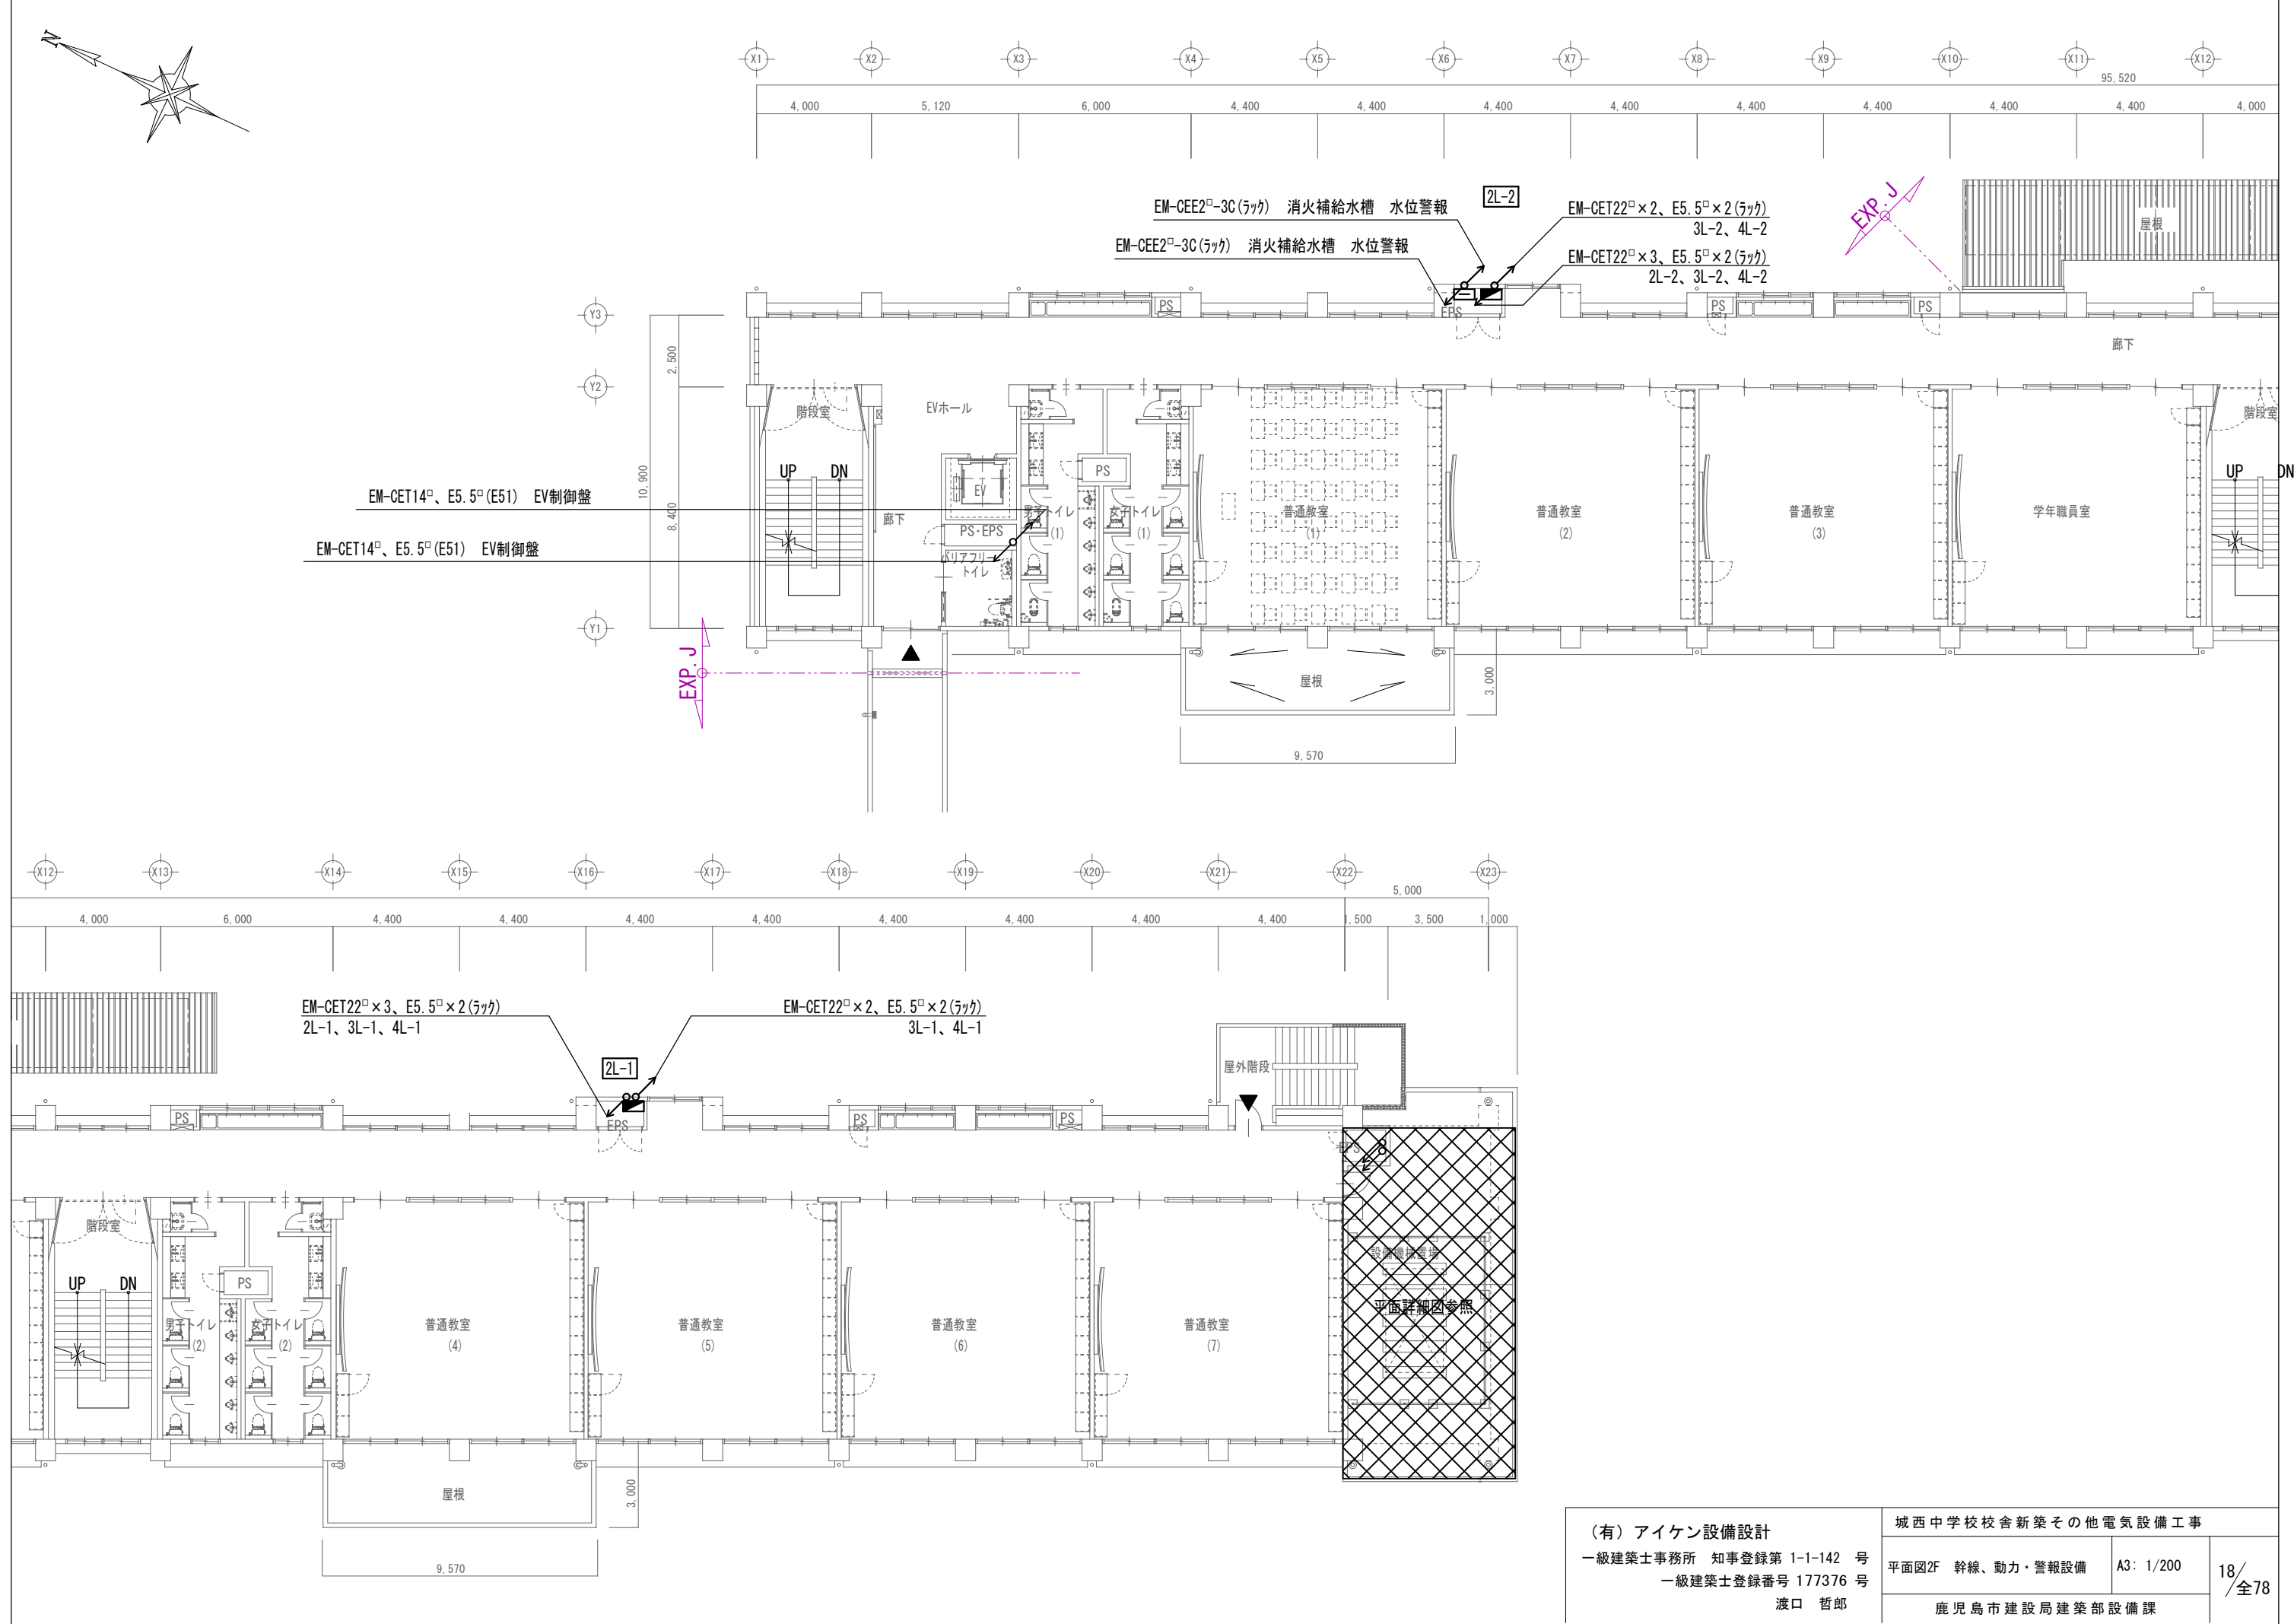 N
X1 X2 X3 X4 X5 X6 X7 X8 X9 X10 X11 X12
95,520
4,000 5,120 6,000 4,400 4,400 4,400 4,400 4,400 4,400 4,400 4,400 4,000
2L-2
EM-CEE2□-3C(ラック) 消火補給水槽 水位警報
EM-CET22□×2、E5.5□×2(ラック)
3L-2、4L-2
EM-CEE2□-3C(ラック) 消火補給水槽 水位警報
EM-CET22□×3、E5.5□×2(ラック)
2L-2、3L-2、4L-2
EXP.J
屋根
Y3
PS
EPS
PS
PS
2,500
廊下
Y2
階段室
EVホール
階段室
10,900
UP DN
PS
UP DN
EM-CET14□、E5.5□(E51) EV制御盤
EV
8,400
廊下
男子トイレ
(1)
女子トイレ
(1)
普通教室
(1)
普通教室
(2)
普通教室
(3)
学年職員室
PS・EPS
EM-CET14□、E5.5□(E51) EV制御盤
バリアフリー
トイレ
Y1
EXP.J
屋根
3,000
9,570
X12 X13 X14 X15 X16 X17 X18 X19 X20 X21 X22 X23
5,000
4,000 6,000 4,400 4,400 4,400 4,400 4,400 4,400 4,400 4,400 1,500 3,500 1,000
EM-CET22□×3、E5.5□×2(ラック)
2L-1、3L-1、4L-1
EM-CET22□×2、E5.5□×2(ラック)
3L-1、4L-1
2L-1
屋外階段
PS
EPS
PS
PS
EPS
階段室
設備機械置場
UP DN
PS
平面詳細図参照
男子トイレ
(2)
女子トイレ
(2)
普通教室
(4)
普通教室
(5)
普通教室
(6)
普通教室
(7)
屋根
3,000
9,570
(有) アイケン設備設計
一級建築士事務所 知事登録第 1-1-142 号
一級建築士登録番号 177376 号
渡口 哲郎
城西中学校校舎新築その他電気設備工事
平面図2F 幹線、動力・警報設備
A3: 1/200
18/全78
鹿児島市建設局建築部設備課